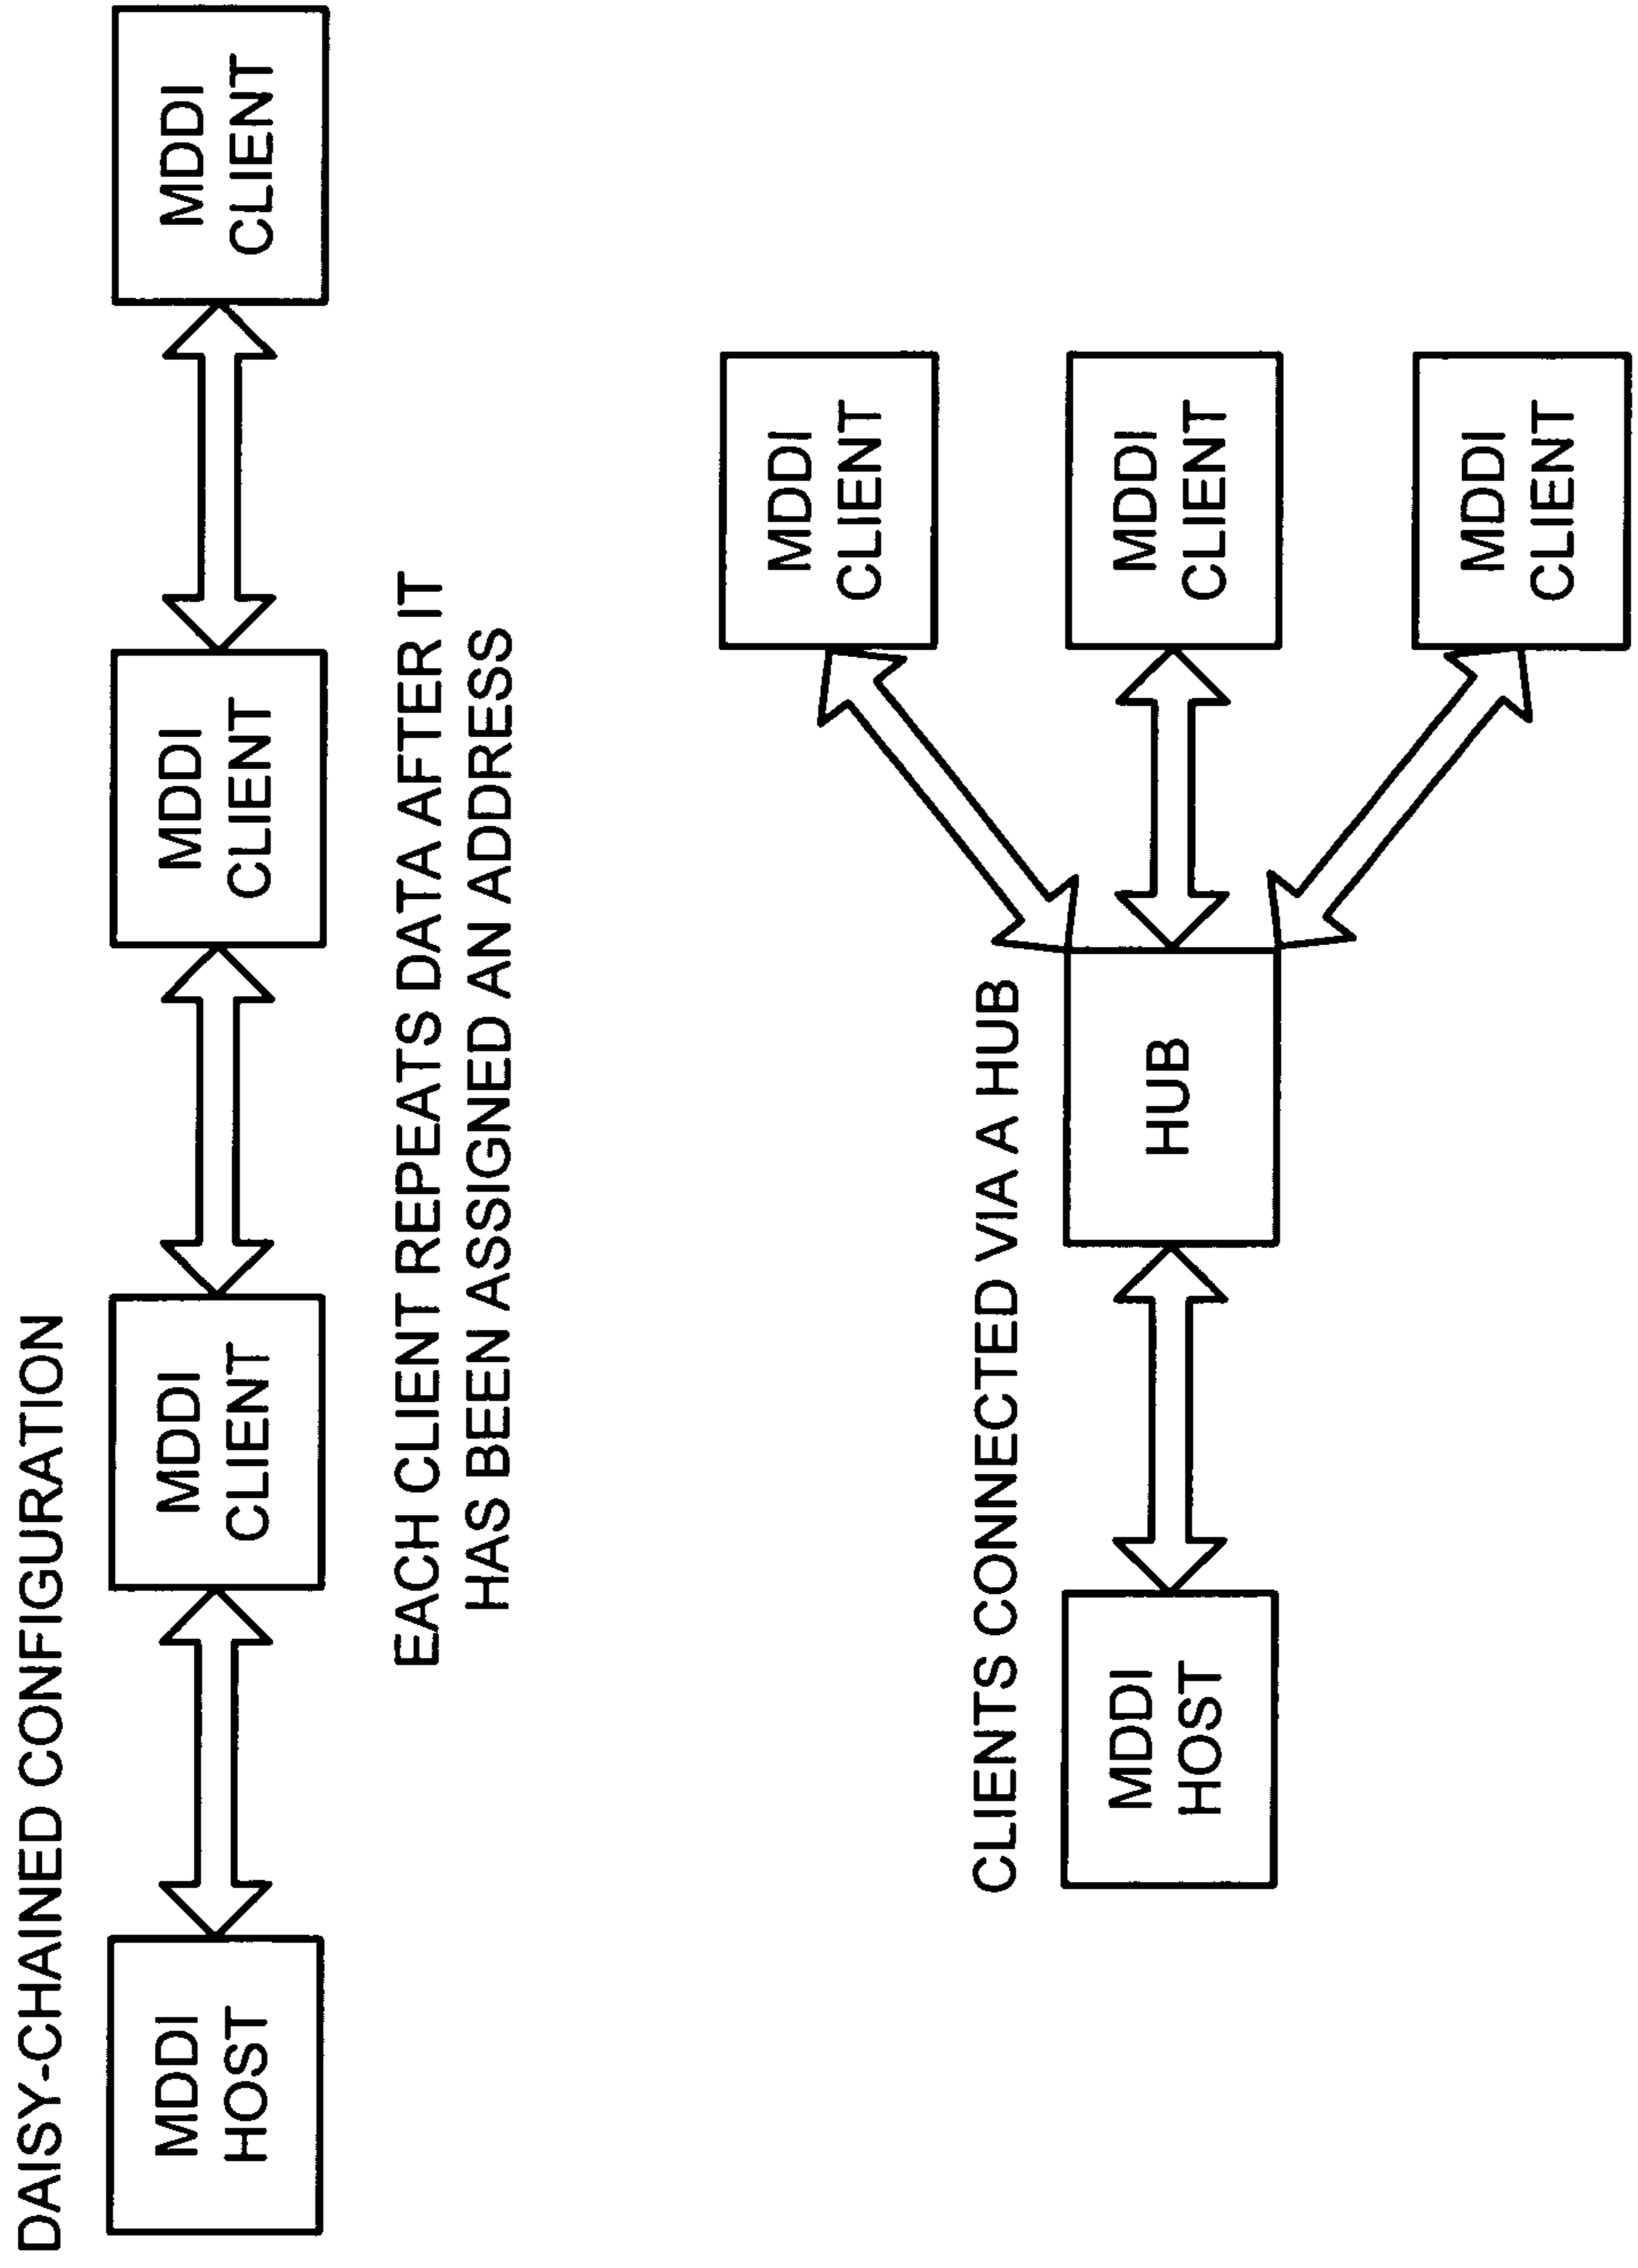 DAISY-CHAINED CONFIGURATION
MDDI
HOST
MDDI
CLIENT
MDDI
CLIENT
MDDI
CLIENT
EACH CLIENT REPEATS DATA AFTER IT
HAS BEEN ASSIGNED AN ADDRESS
CLIENTS CONNECTED VIA A HUB
MDDI
HOST
HUB
MDDI
CLIENT
MDDI
CLIENT
MDDI
CLIENT